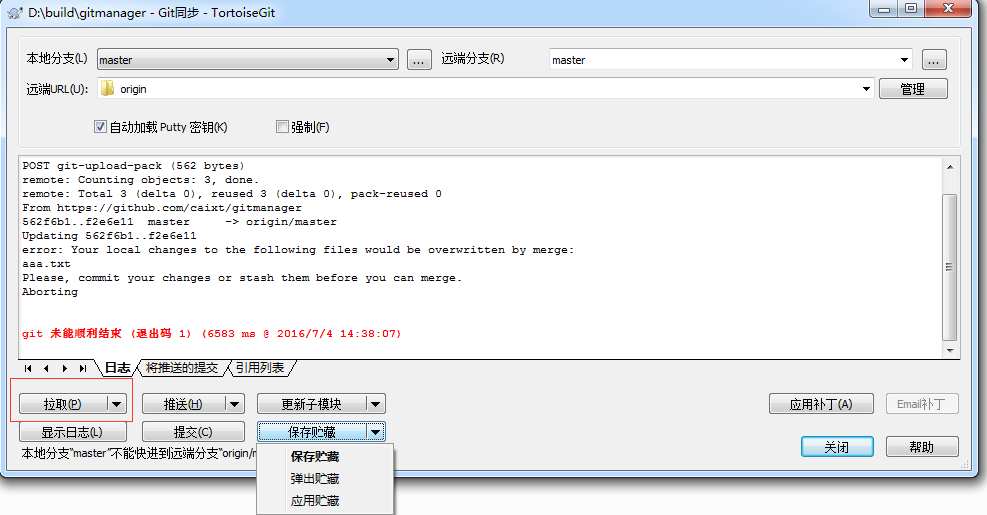 D:\build\gitmanager - Git同步 - TortoiseGit
本地分支(L) master ... 远端分支(R) master ...
远端URL(U): origin 管理
自动加载 Putty 密钥(K) 强制(F)
POST git-upload-pack (562 bytes)
remote: Counting objects: 3, done.
remote: Total 3 (delta 0), reused 3 (delta 0), pack-reused 0
From https://github.com/caixt/gitmanager
562f6b1..f2e6e11  master     -> origin/master
Updating 562f6b1..f2e6e11
error: Your local changes to the following files would be overwritten by merge:
aaa.txt
Please, commit your changes or stash them before you can merge.
Aborting
git 未能顺利结束 (退出码 1) (6583 ms @ 2016/7/4 14:38:07)
日志 将推送的提交 引用列表
拉取(P) 推送(H) 更新子模块 应用补丁(A) Email补丁
显示日志(L) 提交(C) 保存贮藏
本地分支“master”不能快进到远端分支“origin/
关闭 帮助
保存贮藏
弹出贮藏
应用贮藏